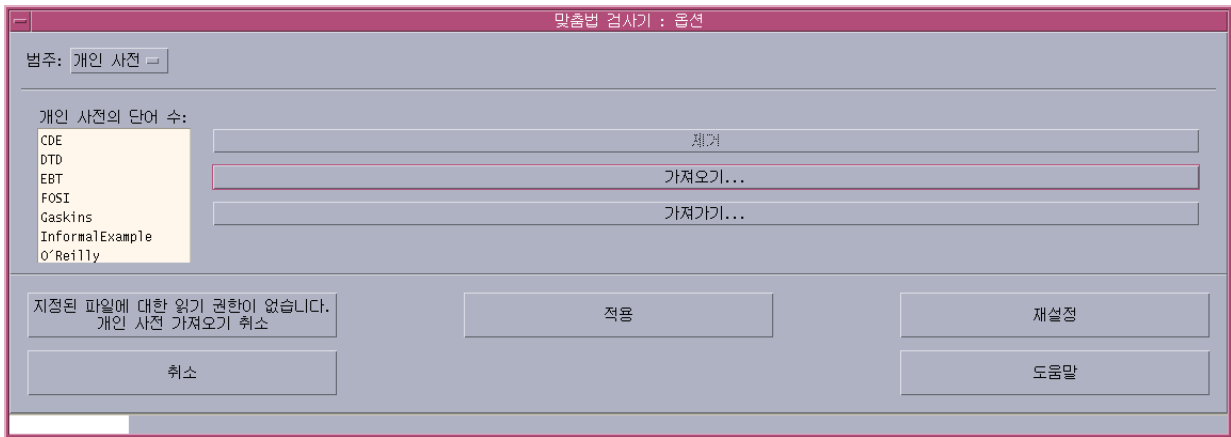 맞춤법 검사기 : 옵션
범주: 개인 사전
개인 사전의 단어 수:
CDE
DTD
EBT
FOSI
Gaskins
InformalExample
O´Reilly
제거
가져오기...
가져가기...
지정된 파일에 대한 읽기 권한이 없습니다.
개인 사전 가져오기 취소
적용
재설정
취소
도움말